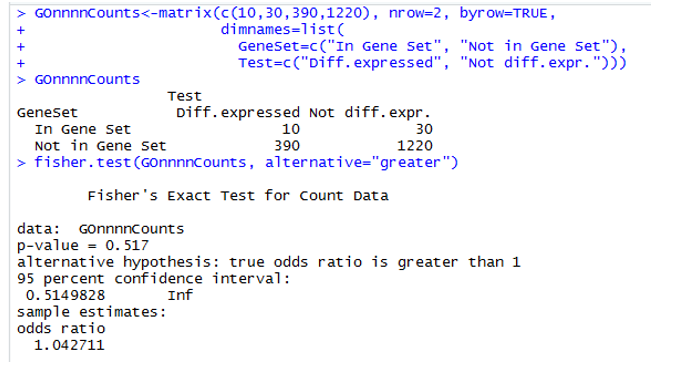 > GOnnnnCounts<-matrix(c(10,30,390,1220), nrow=2, byrow=TRUE,
+ dimnames=list(
+ GeneSet=c("In Gene Set", "Not in Gene Set"),
+ Test=c("Diff.expressed", "Not diff.expr.")))
> GOnnnnCounts
Test
GeneSet Diff.expressed Not diff.expr.
In Gene Set 10 30
Not in Gene Set 390 1220
> fisher.test(GOnnnnCounts, alternative="greater")
Fisher's Exact Test for Count Data
data: GOnnnnCounts
p-value = 0.517
alternative hypothesis: true odds ratio is greater than 1
95 percent confidence interval:
0.5149828 Inf
sample estimates:
odds ratio
1.042711